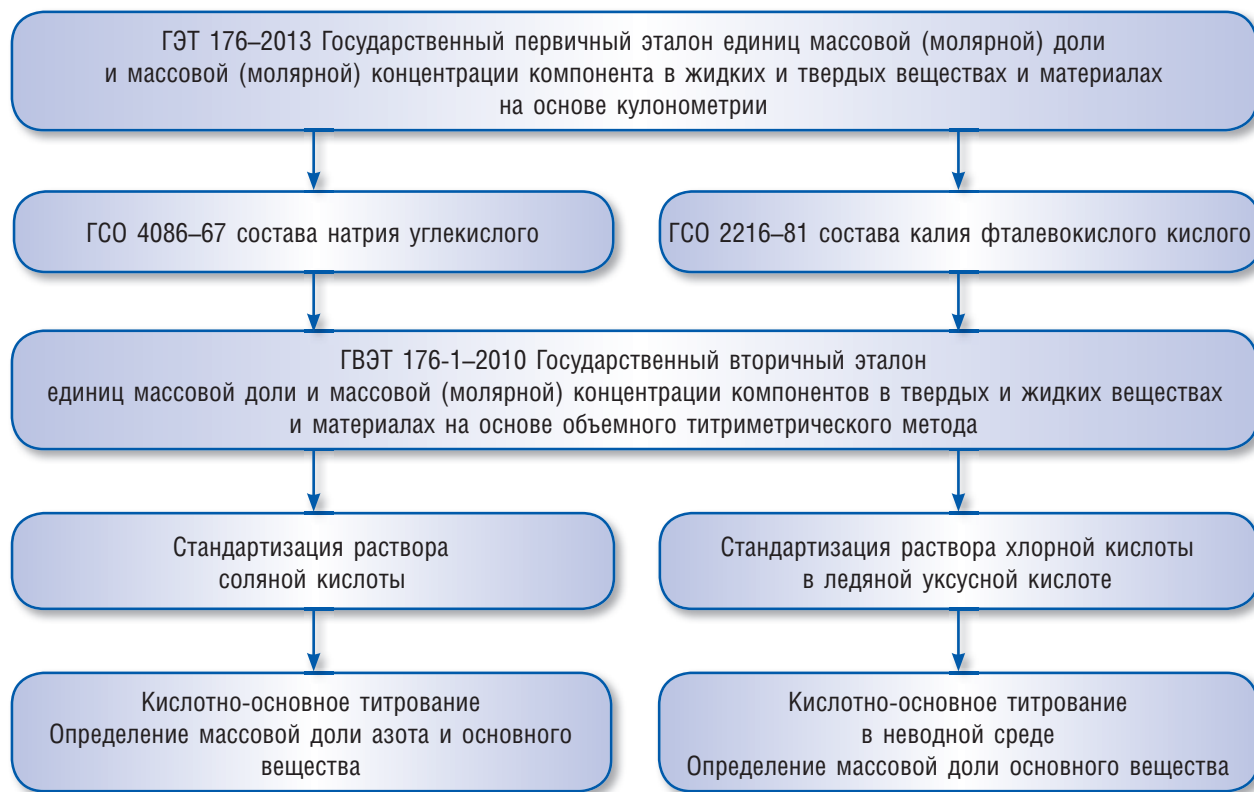 ГЭТ 176–2013 Государственный первичный эталон единиц массовой (молярной) доли
и массовой (молярной) концентрации компонента в жидких и твердых веществах и материалах
на основе кулонометрии
ГСО 4086–67 состава натрия углекислого
ГСО 2216–81 состава калия фталевокислого кислого
ГВЭТ 176-1–2010 Государственный вторичный эталон
единиц массовой доли и массовой (молярной) концентрации компонентов в твердых и жидких веществах
и материалах на основе объемного титриметрического метода
Стандартизация раствора
соляной кислоты
Стандартизация раствора хлорной кислоты
в ледяной уксусной кислоте
Кислотно-основное титрование
Определение массовой доли азота и основного
вещества
Кислотно-основное титрование
в неводной среде
Определение массовой доли основного вещества